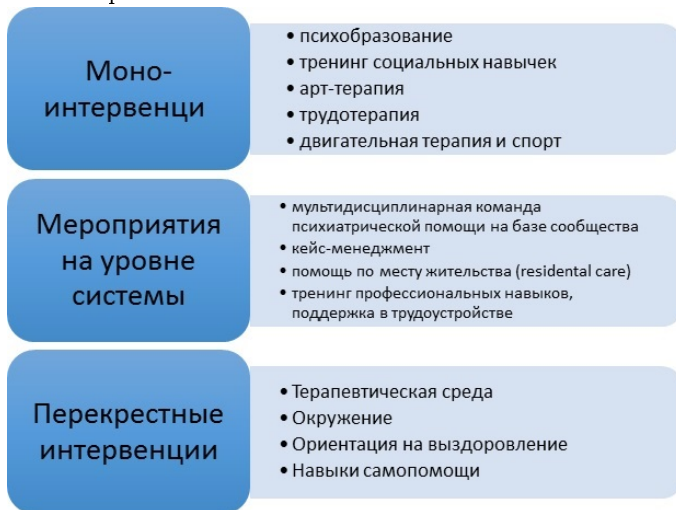 Моно-
интервенци
• психобразование
• тренинг социальных навычек
• арт-терапия
• трудотерапия
• двигательная терапия и спорт
Мероприятия
на уровне
системы
• мультидисциплинарная команда
психиатрической помощи на базе сообщества
• кейс-менеджмент
• помощь по месту жительства (residental care)
• тренинг профессиональных навыков,
поддержка в трудоустройстве
Перекрестные
интервенции
• Терапевтическая среда
• Окружение
• Ориентация на выздоровление
• Навыки самопомощи